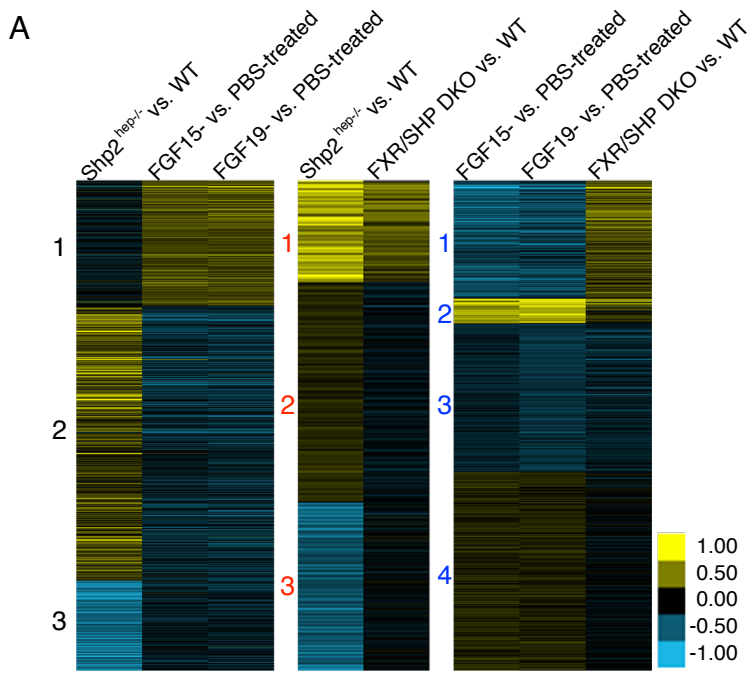 A
Shp2 hep-/- vs. WT
FGF15- vs. PBS-treated
FGF19- vs. PBS-treated
Shp2 hep-/- vs. WT
FXR/SHP DKO vs. WT
FGF15- vs. PBS-treated
FGF19- vs. PBS-treated
FXR/SHP DKO vs. WT
1
2
3
1
2
3
1
2
3
4
1.00
0.50
0.00
-0.50
-1.00